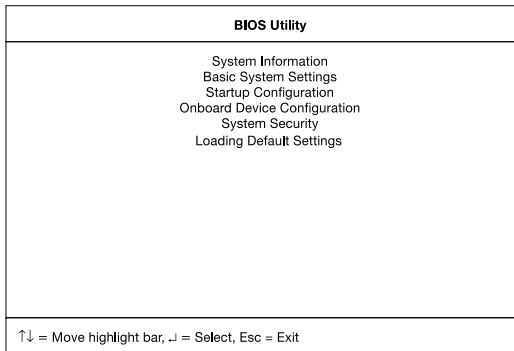 BIOS Utility
System Information
Basic System Settings
Startup Configuration
Onboard Device Configuration
System Security
Loading Default Settings
↑↓ = Move highlight bar, ↵ = Select, Esc = Exit